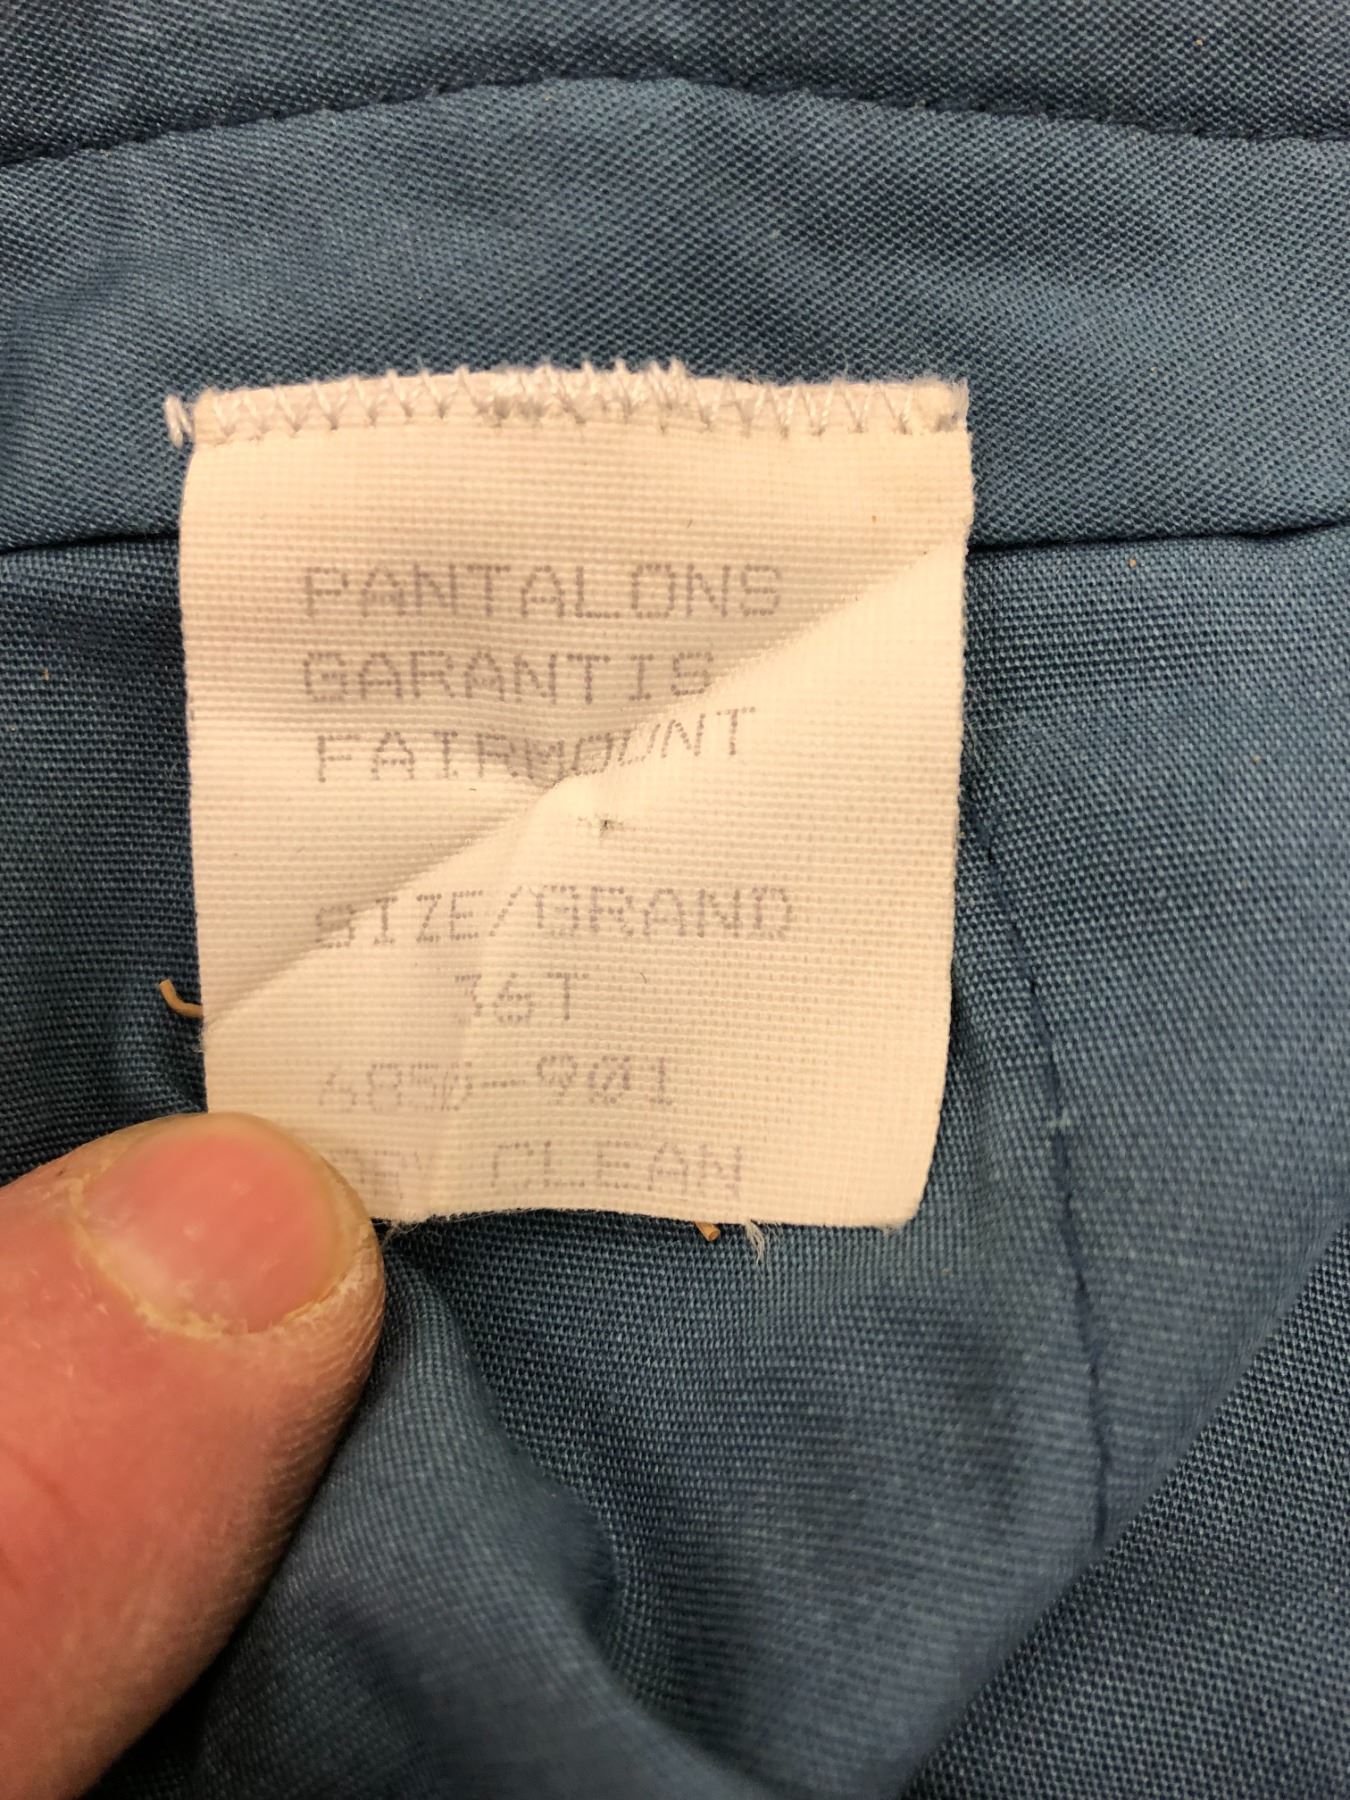 PANTALONS
GARANTIS
FAIRMOUNT
SIZE/GRAND
36T
6850-901
CLEAN